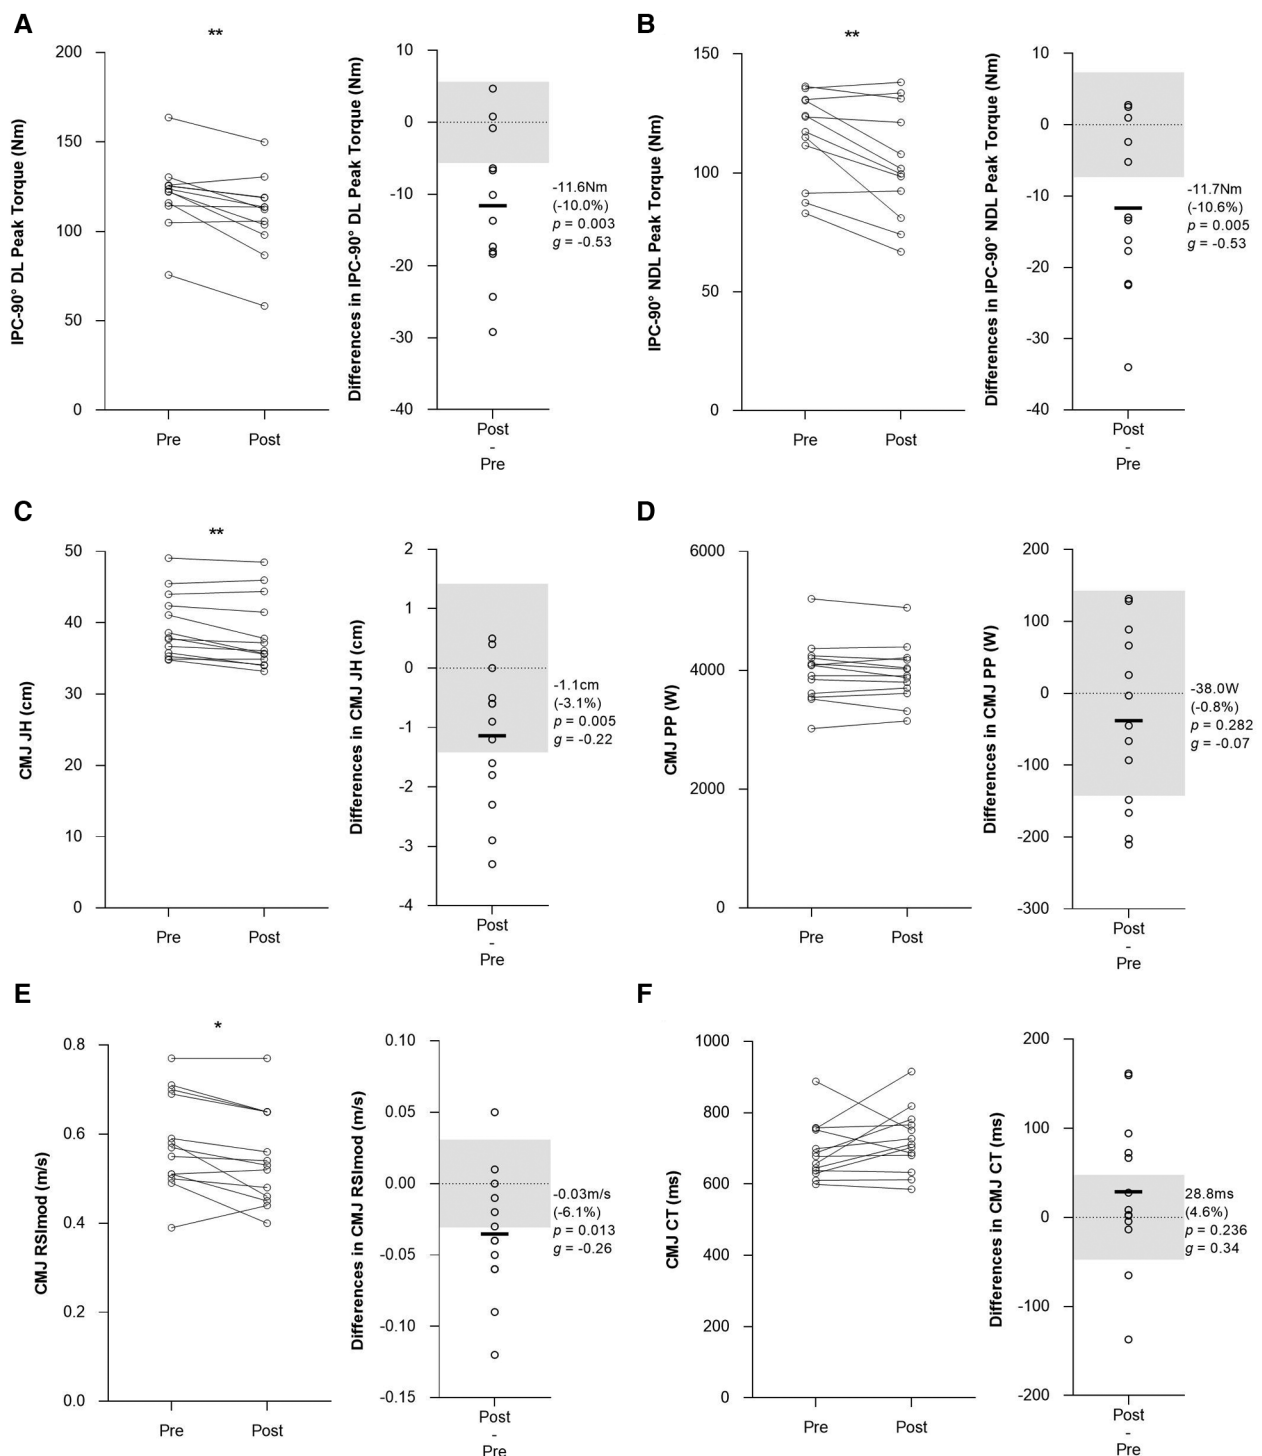 A
**
IPC-90° DL Peak Torque (Nm)
200
150
100
50
0
Pre
Post
Differences in IPC-90° DL Peak Torque (Nm)
10
0
-10
-20
-30
-40
Post
-
Pre
-11.6Nm
(-10.0%)
p = 0.003
g = -0.53
B
**
IPC-90° NDL Peak Torque (Nm)
150
100
50
0
Pre
Post
Differences in IPC-90° NDL Peak Torque (Nm)
10
0
-10
-20
-30
-40
Post
-
Pre
-11.7Nm
(-10.6%)
p = 0.005
g = -0.53
C
**
CMJ JH (cm)
50
40
30
20
10
0
Pre
Post
Differences in CMJ JH (cm)
2
1
0
-1
-2
-3
-4
Post
-
Pre
-1.1cm
(-3.1%)
p = 0.005
g = -0.22
D
CMJ PP (W)
6000
4000
2000
0
Pre
Post
Differences in CMJ PP (W)
200
100
0
-100
-200
-300
Post
-
Pre
-38.0W
(-0.8%)
p = 0.282
g = -0.07
E
*
CMJ RSImod (m/s)
0.8
0.6
0.4
0.2
0.0
Pre
Post
Differences in CMJ RSImod (m/s)
0.10
0.05
0.00
-0.05
-0.10
-0.15
Post
-
Pre
-0.03m/s
(-6.1%)
p = 0.013
g = -0.26
F
CMJ CT (ms)
1000
800
600
400
200
0
Pre
Post
Differences in CMJ CT (ms)
200
100
0
-100
-200
Post
-
Pre
28.8ms
(4.6%)
p = 0.236
g = 0.34